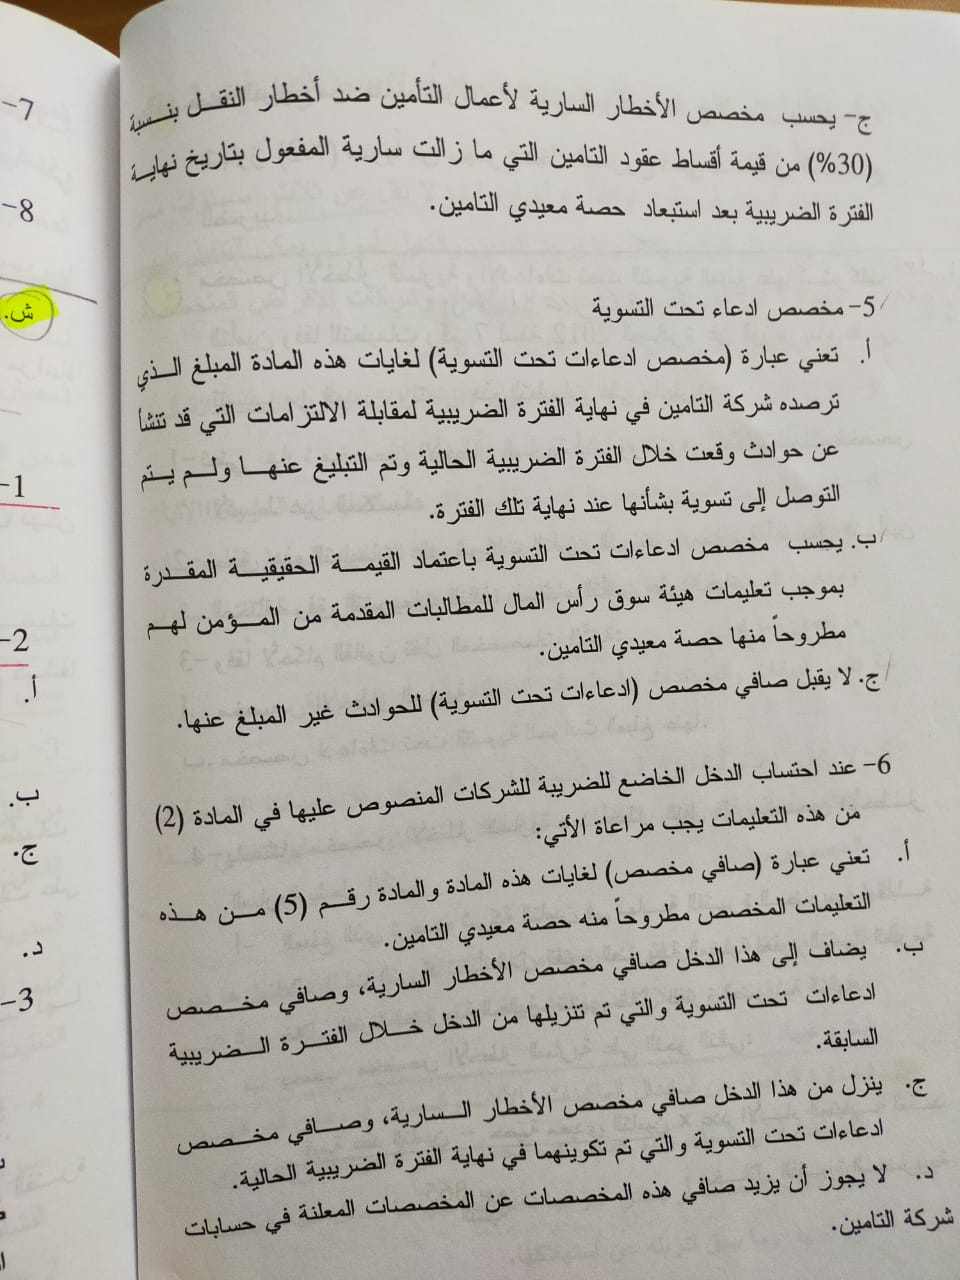 ج- يحسب مخصص الأخطار السارية لأعمال التأمين ضد أخطار النقل بنسبة
(30%) من قيمة أقساط عقود التامين التي ما زالت سارية المفعول بتاريخ نهاية
الفترة الضريبية بعد استبعاد حصة معيدي التامين.
5- مخصص ادعاء تحت التسوية
أ. تعني عبارة (مخصص ادعاءات تحت التسوية) لغايات هذه المادة المبلغ الذي
ترصده شركة التامين في نهاية الفترة الضريبية لمقابلة الالتزامات التي قد تنشأ
عن حوادث وقعت خلال الفترة الضريبية الحالية وتم التبليغ عنها ولم يتم
التوصل إلى تسوية بشأنها عند نهاية تلك الفترة.
ب. يحسب مخصص ادعاءات تحت التسوية باعتماد القيمة الحقيقية المقدرة
بموجب تعليمات هيئة سوق رأس المال للمطالبات المقدمة من المؤمن لهم
مطروحاً منها حصة معيدي التامين.
ج. لا يقبل صافي مخصص (ادعاءات تحت التسوية) للحوادث غير المبلغ عنها.
6- عند احتساب الدخل الخاضع للضريبة للشركات المنصوص عليها في المادة (2)
من هذه التعليمات يجب مراعاة الأتي:
أ. تعني عبارة (صافي مخصص) لغايات هذه المادة والمادة رقم (5) من هذه
التعليمات المخصص مطروحاً منه حصة معيدي التامين.
ب. يضاف إلى هذا الدخل صافي مخصص الأخطار السارية، وصافي مخصص
ادعاءات تحت التسوية والتي تم تنزيلها من الدخل خلال الفترة الضريبية
السابقة.
ج. ينزل من هذا الدخل صافي مخصص الأخطار السارية، وصافي مخصص
ادعاءات تحت التسوية والتي تم تكوينهما في نهاية الفترة الضريبية الحالية.
د. لا يجوز أن يزيد صافي هذه المخصصات عن المخصصات المعلنة في حسابات
شركة التامين.
7-
8-
ش.
1-
2-
أ.
ب.
ج.
د.
3-